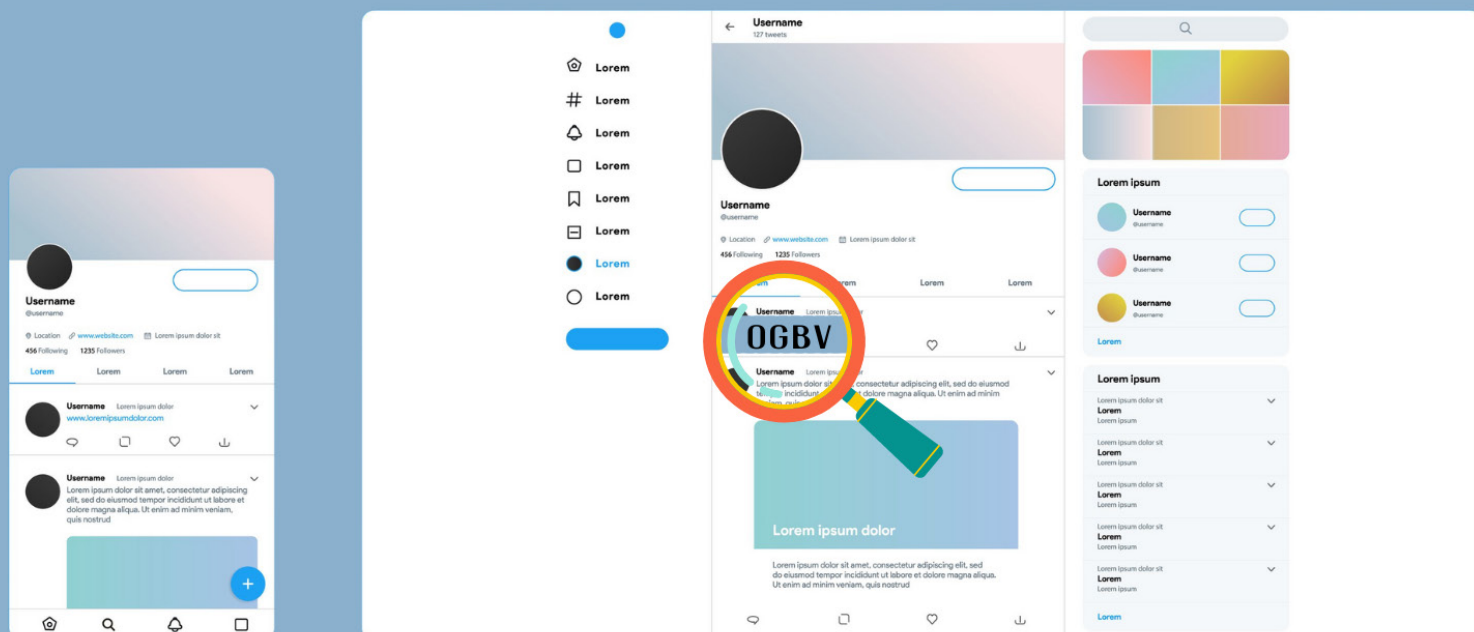 Username
@username
Location www.website.com Lorem ipsum dolor sit
456 Following 1235 Followers
Lorem Lorem Lorem Lorem
Username Lorem ipsum dolor
www.loremipsumdolor.com
Username Lorem ipsum dolor
Lorem ipsum dolor sit amet, consectetur adipiscing
elit, sed do eiusmod tempor incididunt ut labore et
dolore magna aliqua. Ut enim ad minim veniam,
quis nostrud
Lorem
Lorem
Lorem
Lorem
Lorem
Lorem
Lorem
Lorem
Username
127 tweets
Username
@username
Location www.website.com Lorem ipsum dolor sit
456 Following 1235 Followers
Lorem Lorem
Username Lorem
OGBV
Username Lorem ipsum
Lorem ipsum dolor consectetur adipiscing elit, sed do eiusmod
incididunt dolore magna aliqua. Ut enim ad minim
Lorem ipsum dolor
Lorem ipsum dolor sit amet, consectetur adipiscing elit, sed
do eiusmod tempor incididunt ut labore et dolore magna aliqua.
Ut enim ad minim veniam, quis nostrud
Lorem ipsum
Username
@username
Username
@username
Username
@username
Lorem
Lorem ipsum
Lorem ipsum dolor sit
Lorem
Lorem ipsum
Lorem ipsum dolor sit
Lorem
Lorem ipsum
Lorem ipsum dolor sit
Lorem
Lorem ipsum
Lorem ipsum dolor sit
Lorem
Lorem ipsum
Lorem ipsum dolor sit
Lorem
Lorem ipsum
Lorem